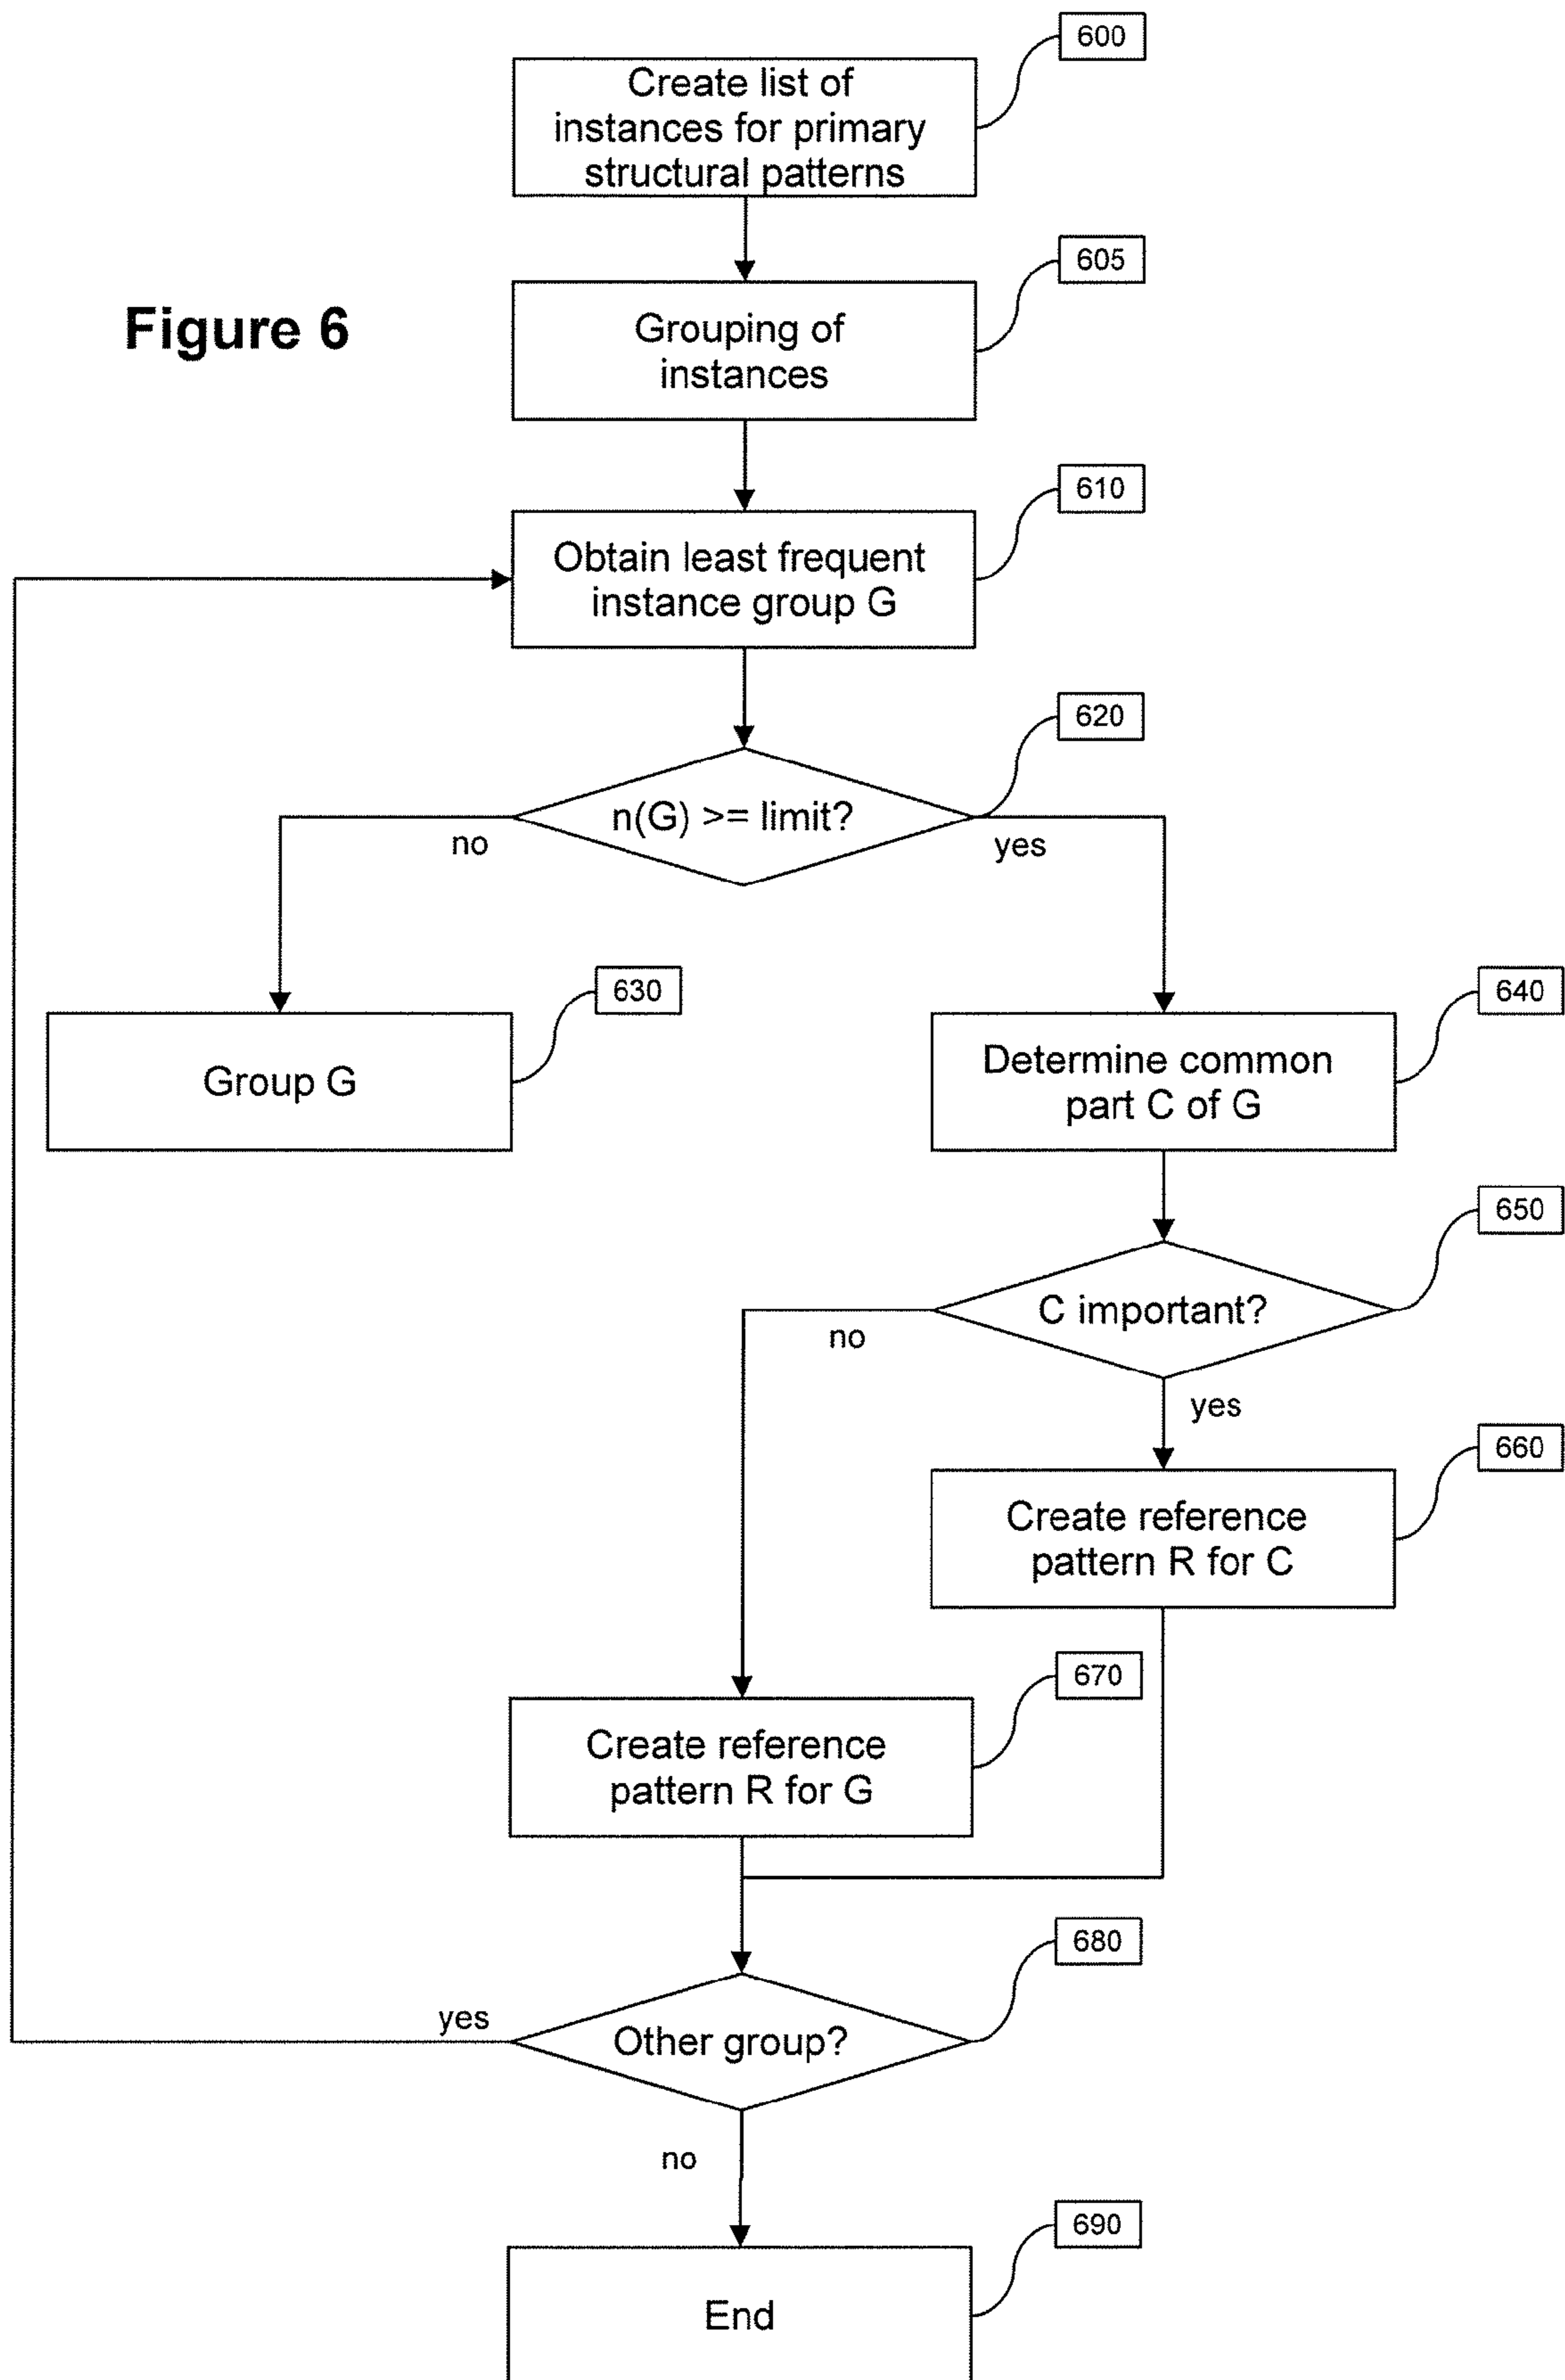 600
Create list of
instances for primary
structural patterns
605
Figure 6
Grouping of
instances
610
Obtain least frequent
instance group G
620
n(G) >= limit?
no
yes
630
640
Group G
Determine common
part C of G
650
C important?
no
yes
660
Create reference
pattern R for C
670
Create reference
pattern R for G
680
yes
Other group?
no
690
End